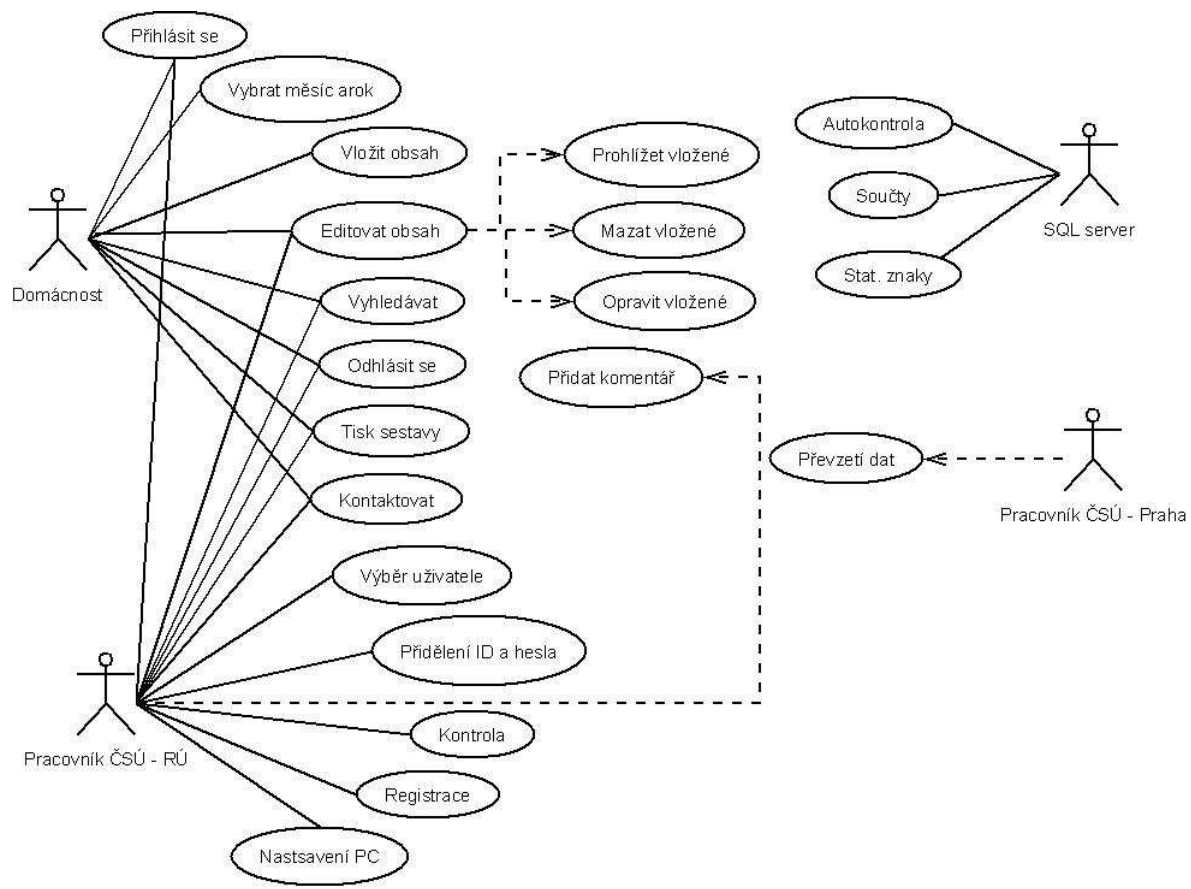 Přihlásit se
Vybrat měsíc arok
Vložit obsah
Prohlížet vložené
Autokontrola
Součty
SQL server
Editovat obsah
Mazat vložené
Stat. znaky
Domácnost
Vyhledávat
Opravit vložené
Odhlásit se
Přidat komentář
Tisk sestavy
Převzetí dat
Kontaktovat
Pracovník ČSÚ - Praha
Výběr uživatele
Přidělení ID a hesla
Kontrola
Pracovník ČSÚ - RÚ
Registrace
Nastsavení PC